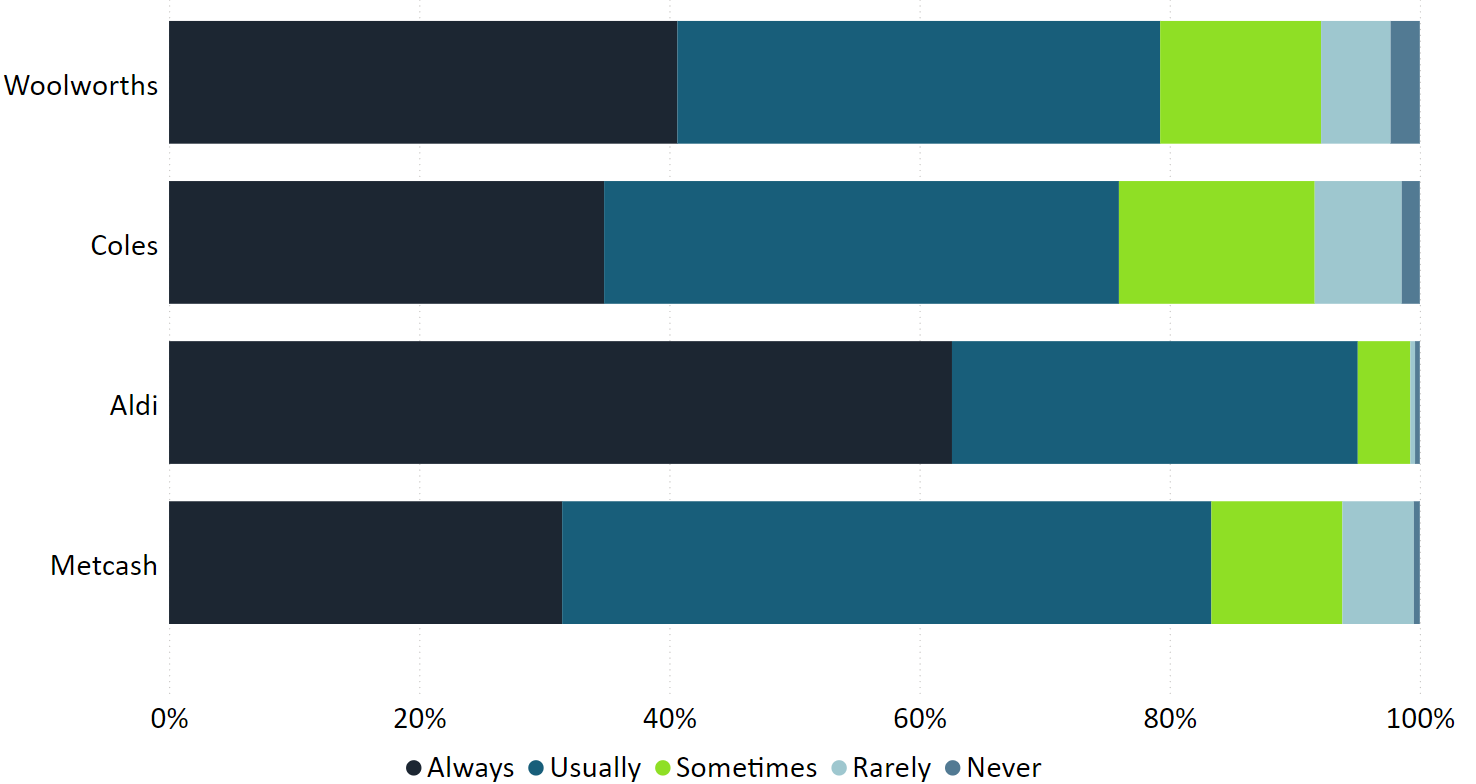 Woolworths
Coles
Aldi
Metcash
0% 20% 40% 60% 80% 100%
Always Usually Sometimes Rarely Never